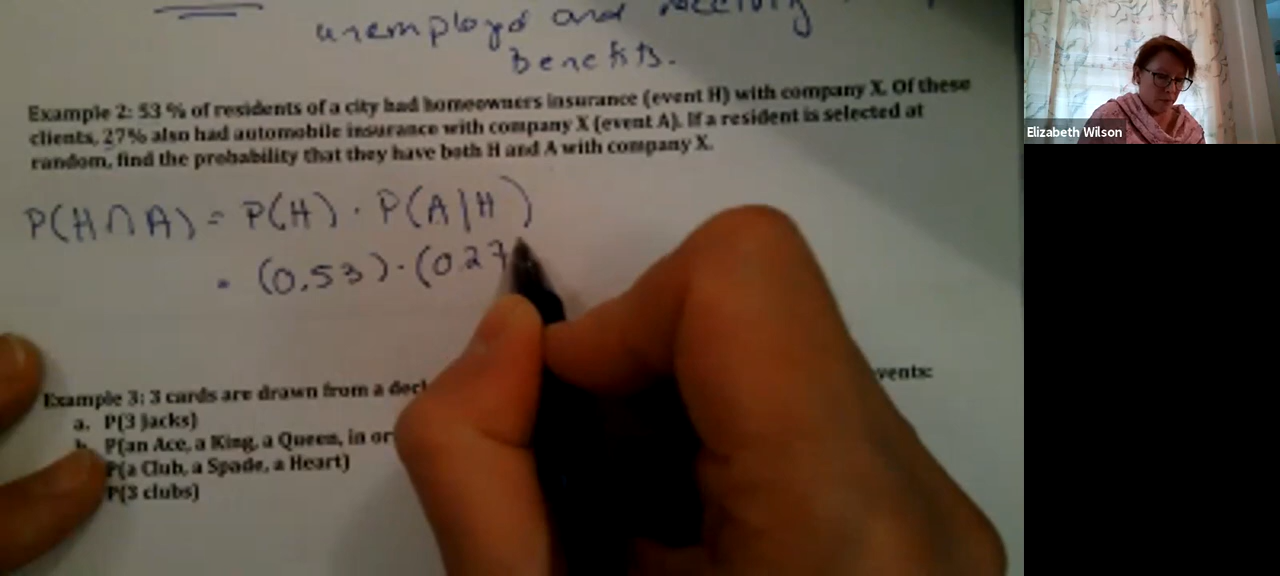 unemployed and
benefits.
Example 2: 53 % of residents of a city had homeowners insurance (event H) with company X. Of these
clients, 27% also had automobile insurance with company X (event A). If a resident is selected at
random, find the probability that they have both H and A with company X.
P(H∩A) = P(H) · P(A|H)
= (0.53) · (0.27
Example 3: 3 cards are drawn from a
a. P(3 Jacks)
P(an Ace, a King, a Queen, in
P(a Club, a Spade, a Heart)
P(3 clubs)
Elizabeth Wilson